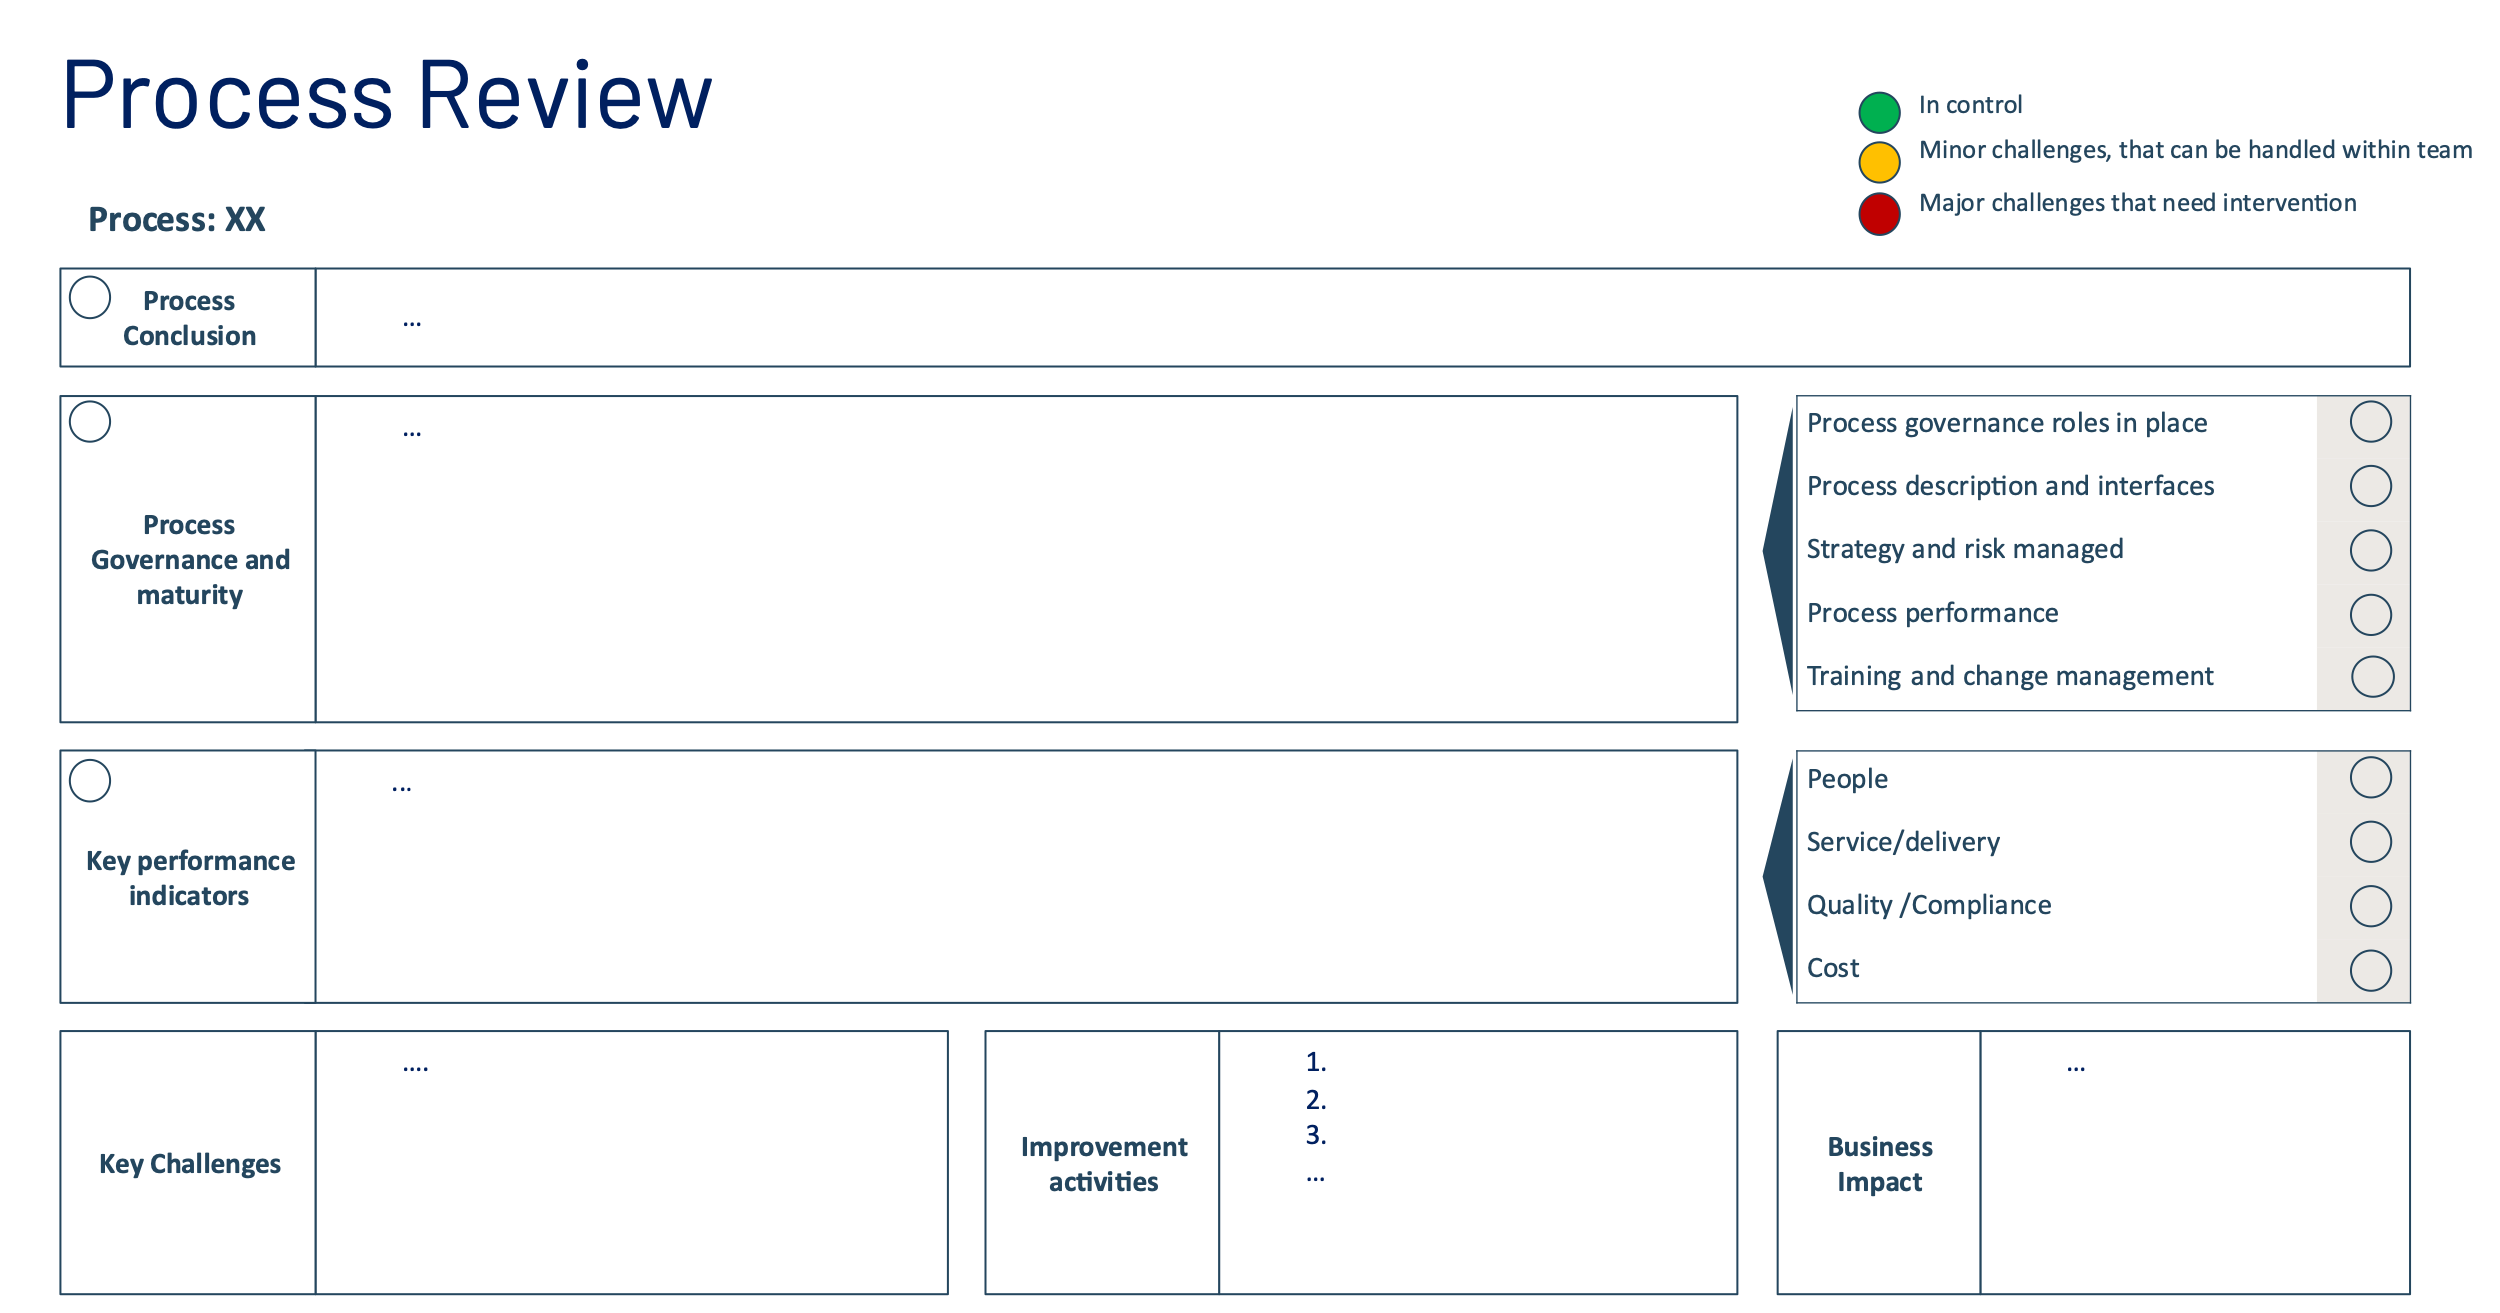 Process Review
In control
Minor challenges, that can be handled within team
Major challenges that need intervention
Process: XX
Process
Conclusion
...
Process
Governance and
maturity
...
Process governance roles in place
Process description and interfaces
Strategy and risk managed
Process performance
Training and change management
Key performance
indicators
...
People
Service/delivery
Quality /Compliance
Cost
Key Challenges
....
Improvement
activities
1.
2.
3.
...
Business
Impact
...